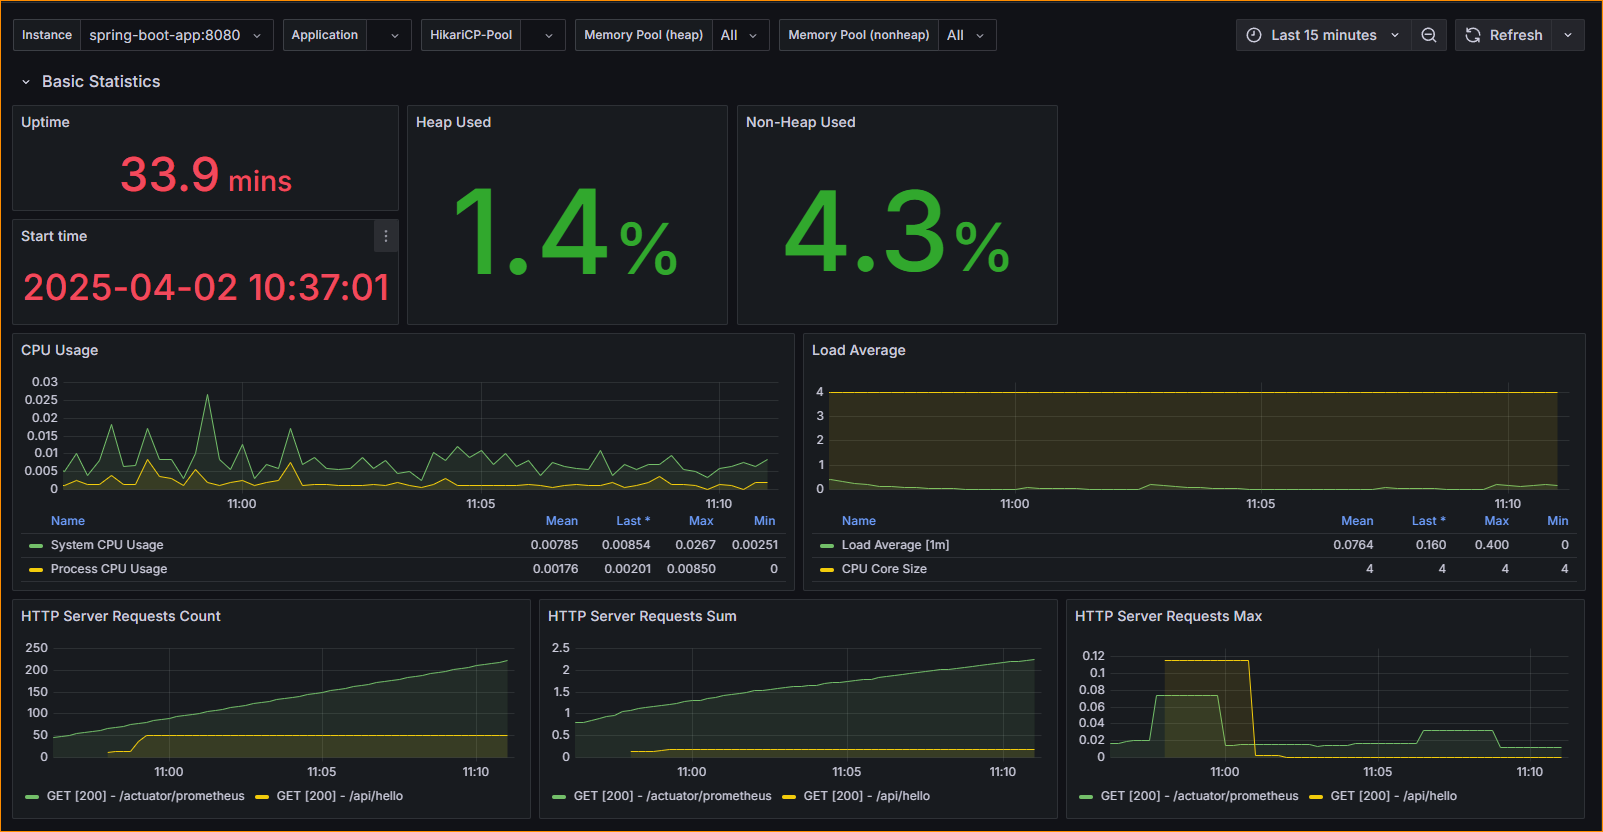 Instance spring-boot-app:8080 Application HikariCP-Pool Memory Pool (heap) All Memory Pool (nonheap) All Last 15 minutes Refresh
Basic Statistics
Uptime
33.9 mins
Start time
2025-04-02 10:37:01
Heap Used
1.4%
Non-Heap Used
4.3%
CPU Usage
0.03
0.025
0.02
0.015
0.01
0.005
0
11:00 11:05 11:10
Name Mean Last * Max Min
System CPU Usage 0.00785 0.00854 0.0267 0.00251
Process CPU Usage 0.00176 0.00201 0.00850 0
Load Average
4
3
2
1
0
11:00 11:05 11:10
Name Mean Last * Max Min
Load Average [1m] 0.0764 0.160 0.400 0
CPU Core Size 4 4 4 4
HTTP Server Requests Count
250
200
150
100
50
0
11:00 11:05 11:10
GET [200] - /actuator/prometheus GET [200] - /api/hello
HTTP Server Requests Sum
2.5
2
1.5
1
0.5
0
11:00 11:05 11:10
GET [200] - /actuator/prometheus GET [200] - /api/hello
HTTP Server Requests Max
0.12
0.1
0.08
0.06
0.04
0.02
0
11:00 11:05 11:10
GET [200] - /actuator/prometheus GET [200] - /api/hello